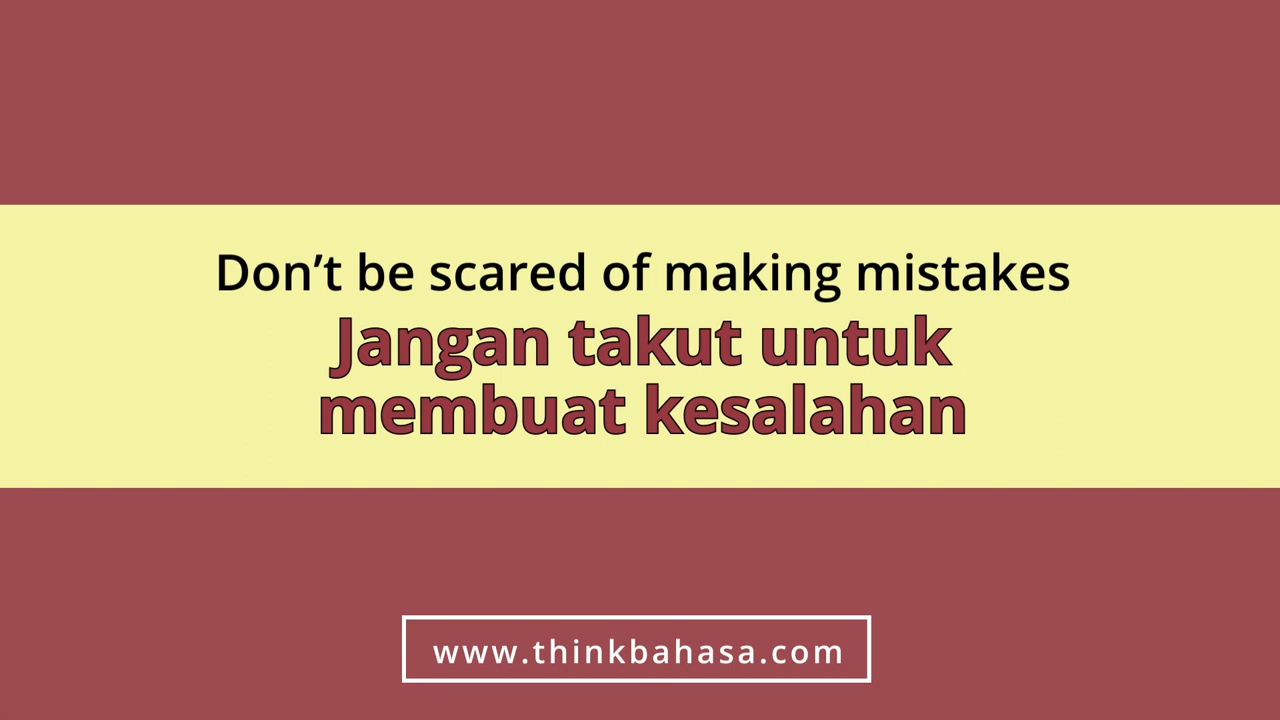 Don’t be scared of making mistakes
Jangan takut untuk
membuat kesalahan
www.thinkbahasa.com